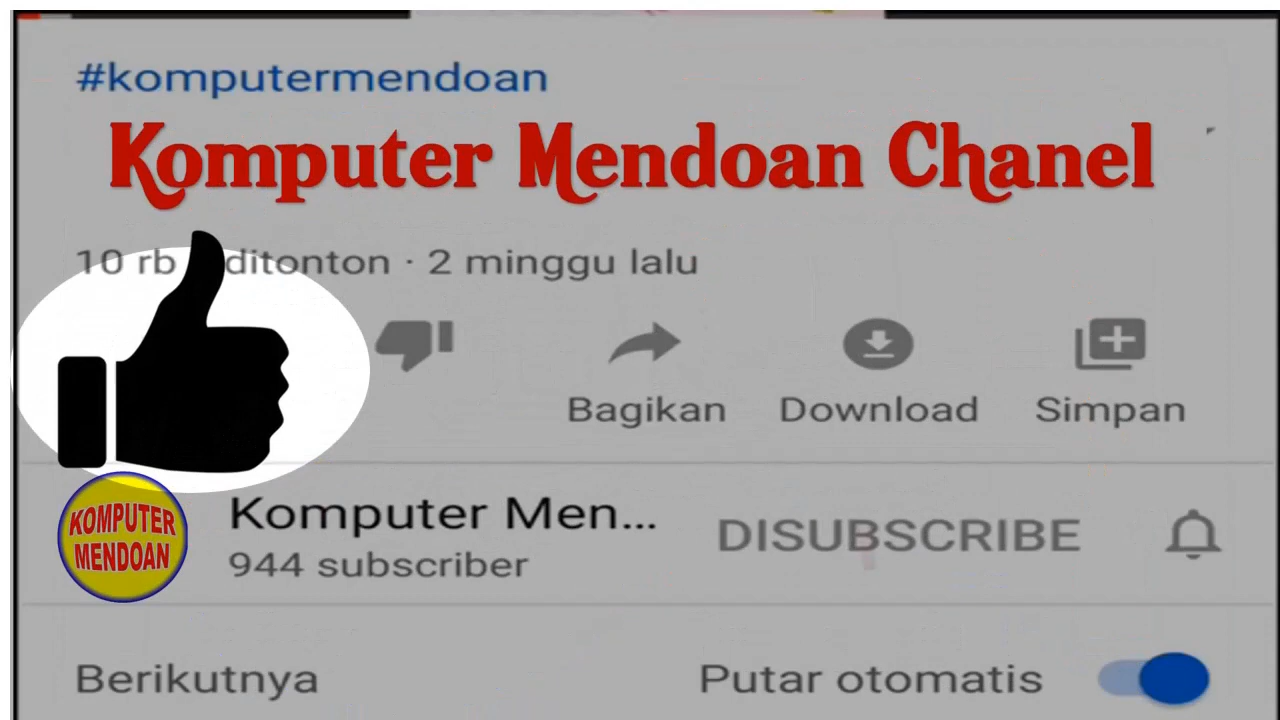 #komputermendoan
Komputer Mendoan Chanel
10 rb ditonton · 2 minggu lalu
Bagikan Download Simpan
KOMPUTER
MENDOAN
Komputer Men...
944 subscriber
DISUBSCRIBE
Berikutnya Putar otomatis